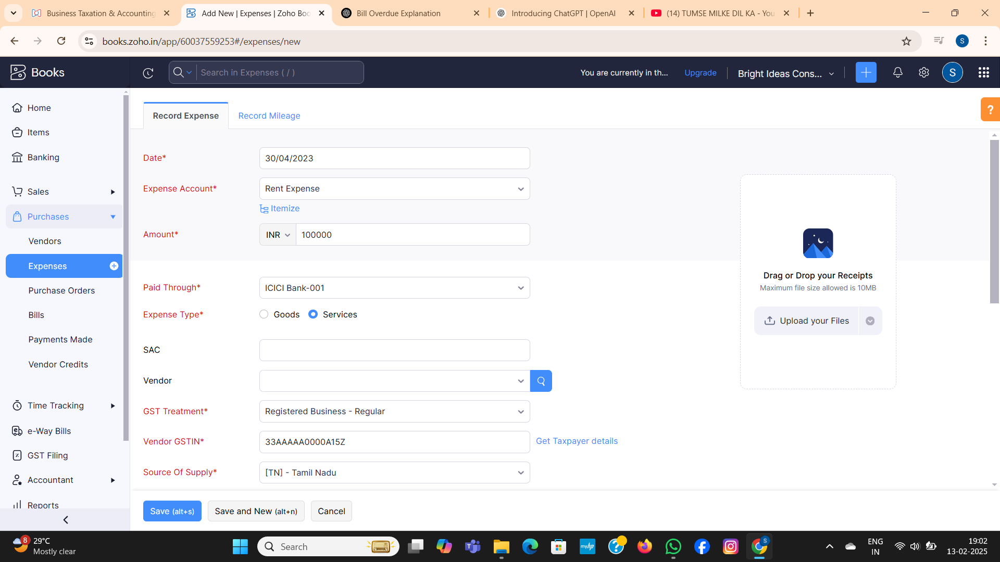 Business Taxation & Accounting
Add New | Expenses | Zoho Boo
Bill Overdue Explanation
Introducing ChatGPT | OpenAI
(14) TUMSE MILKE DIL KA - You
books.zoho.in/app/60037559253#/expenses/new
S
Books
Search in Expenses ( / )
You are currently in th...
Upgrade
Bright Ideas Cons...
S
Home
Items
Banking
Sales
Purchases
Vendors
Expenses
Purchase Orders
Bills
Payments Made
Vendor Credits
Time Tracking
e-Way Bills
GST Filing
Accountant
Reports
Record Expense
Record Mileage
?
Date*
30/04/2023
Expense Account*
Rent Expense
Itemize
Amount*
INR
100000
Paid Through*
ICICI Bank-001
Expense Type*
Goods
Services
SAC
Vendor
GST Treatment*
Registered Business - Regular
Vendor GSTIN*
33AAAAA0000A15Z
Get Taxpayer details
Source Of Supply*
[TN] - Tamil Nadu
Drag or Drop your Receipts
Maximum file size allowed is 10MB
Upload your Files
Save (alt+s)
Save and New (alt+n)
Cancel
8
29°C
Mostly clear
Search
myhp
S
ENG
IN
19:02
13-02-2025